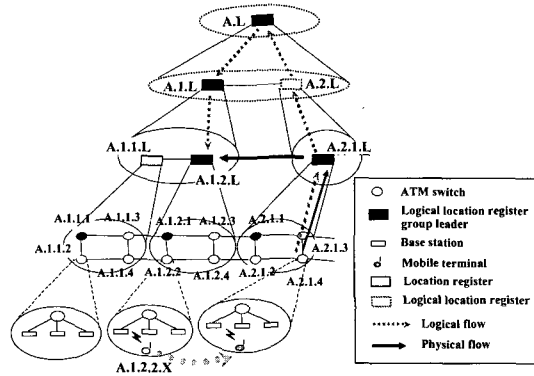 A.L
A.1.L
A.2.L
A.1.1.L
A.1.2.L
A.2.1.L
A.1.1.1
A.1.1.3
A.1.2.1
A.1.2.3
A.2.1.1
A.1.1.2
A.2.1.3
A.1.1.4
A.1.2.2
A.1.2.4
A.2.1.2
A.2.1.4
A.1.2.2.X
ATM switch
Logical location register
group leader
Base station
Mobile terminal
Location register
Logical location register
Logical flow
Physical flow